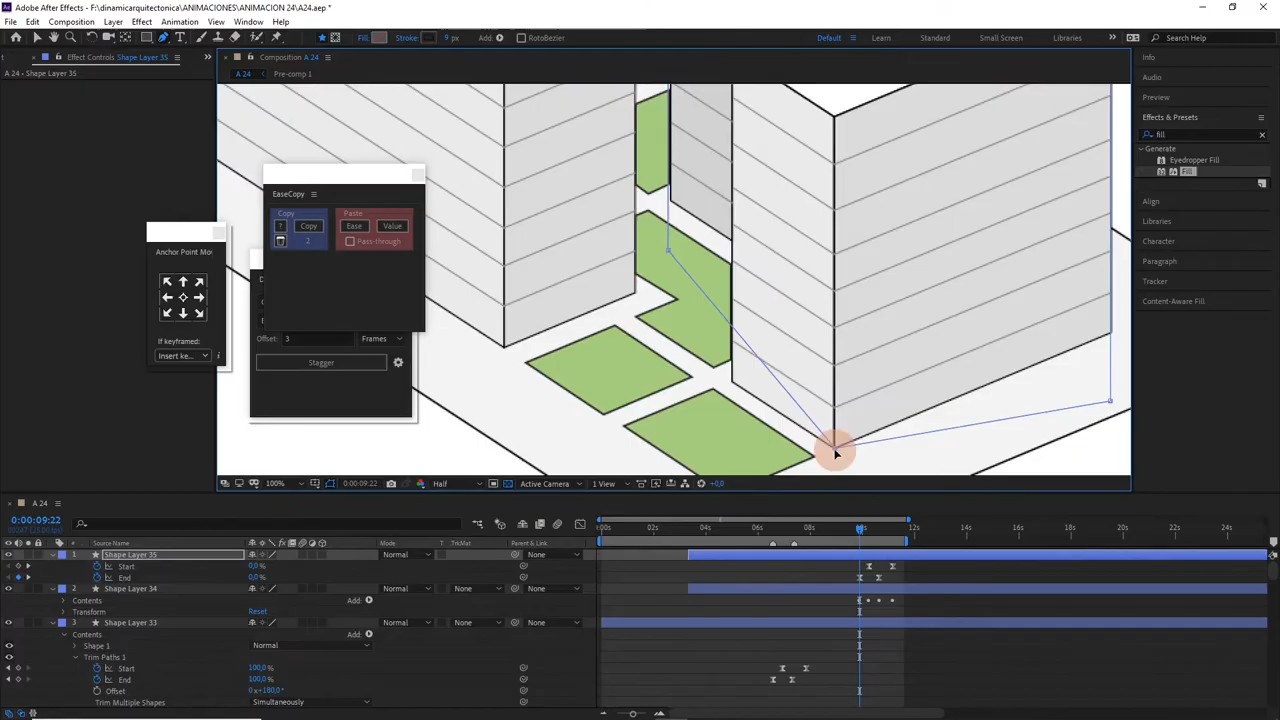 Adobe After Effects - F:\dinamicarquitectonica\ANIMACIONES\ANIMACION 24\A24.aep *
File Edit Composition Layer Effect Animation View Window Help
Fill: Stroke: 9 px Add: RotoBezier Default Learn Standard Small Screen Libraries Search Help
Effect Controls Shape Layer 35
Composition A 24
Info
A 24 · Shape Layer 35
A 24 Pre-comp 1
Audio
Preview
Effects & Presets
fill
Generate
Eyedropper Fill
Fill
Align
Libraries
Character
Paragraph
Tracker
Content-Aware Fill
EaseCopy
Copy Paste
? Copy Ease Value
2 Pass-through
Anchor Point Mo
If keyframed:
Insert ke...
Offset: 3 Frames
Stagger
100% 0:00:09:22 Half Active Camera 1 View +0,0
A 24
0:00:09:22
02s 04s 06s 08s 12s 14s 16s 18s 20s 22s 24s
# Source Name Mode T .TrkMat Parent & Link
1 Shape Layer 35 Normal None
Start 0,0 %
End 0,0 %
2 Shape Layer 34 Normal None None
Contents Add:
Transform Reset
3 Shape Layer 33 Normal None None
Contents Add:
Shape 1 Normal
Trim Paths 1
Start 100,0 %
End 100,0 %
Offset 0 x+180,0°
Trim Multiple Shapes Simultaneously